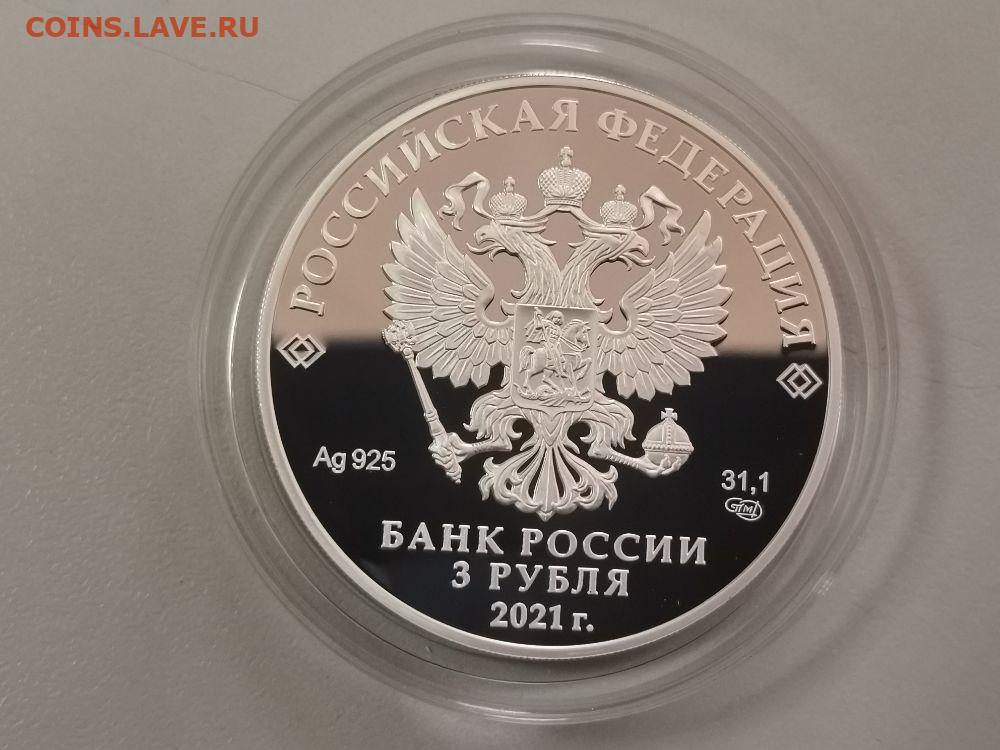 COINS.LAVE.RU
РОССИЙСКАЯ ФЕДЕРАЦИЯ
Ag 925
31,1
СПМД
БАНК РОССИИ
3 РУБЛЯ
2021 г.